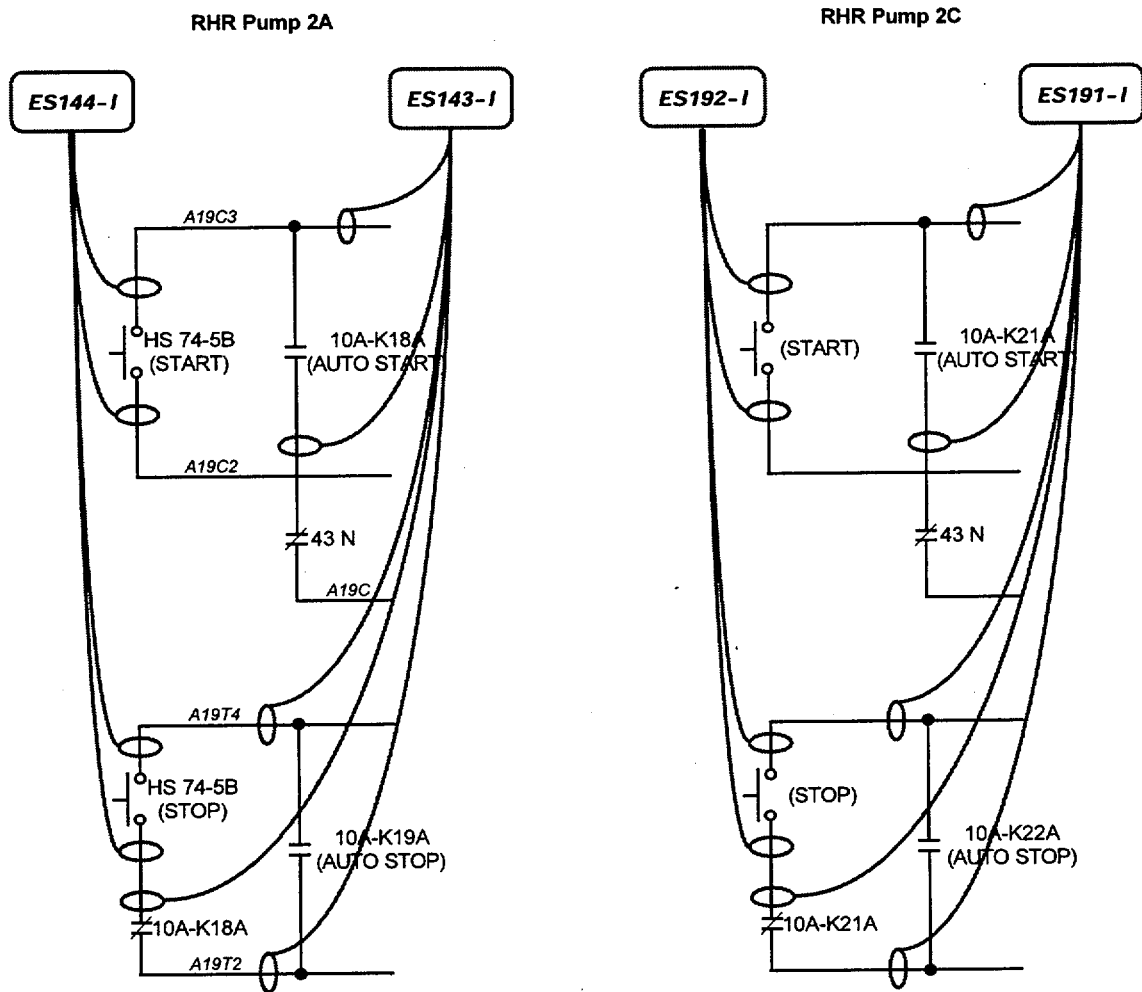 RHR Pump 2A
RHR Pump 2C
ES144-I
ES143-I
ES192-I
ES191-I
A19C3
HS 74-5B
(START)
10A-K18A
(AUTO START)
A19C2
43 N
A19C
A19T4
HS 74-5B
(STOP)
10A-K19A
(AUTO STOP)
10A-K18A
A19T2
(START)
10A-K21A
(AUTO START)
43 N
(STOP)
10A-K22A
(AUTO STOP)
10A-K21A